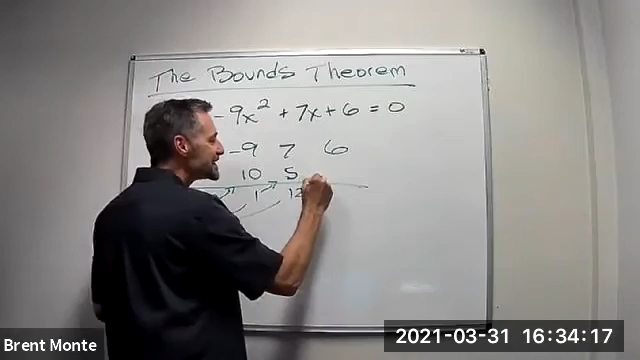 The Bounds Theorem
- 9x² + 7x + 6 = 0
-9 7 6
10 5
1 12
Brent Monte
2021-03-31 16:34:17